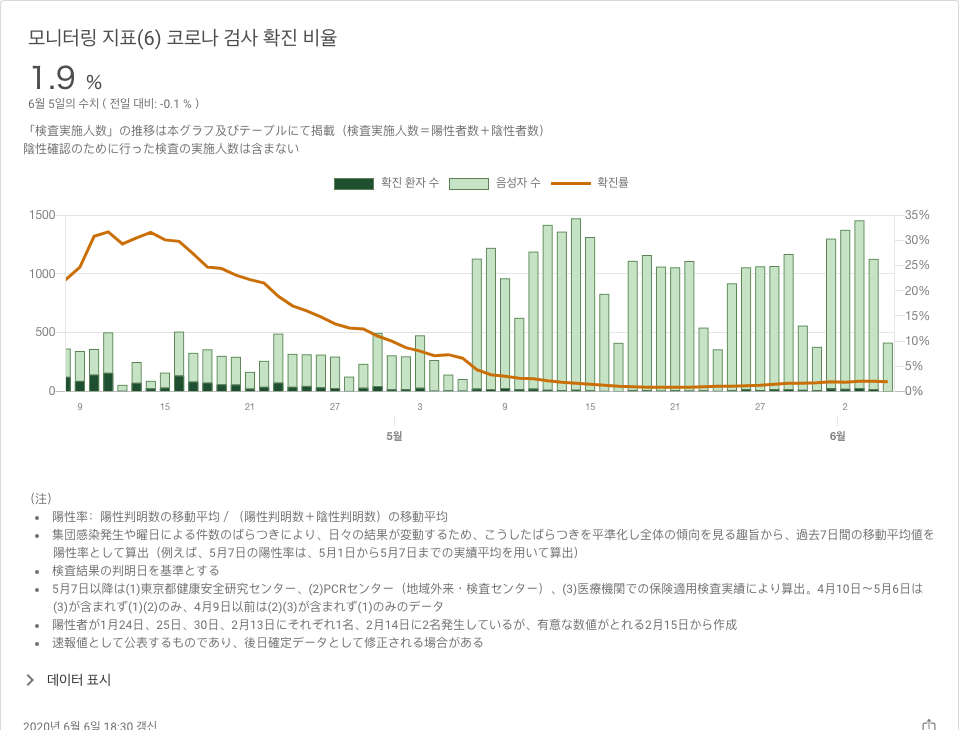 모니터링 지표(6) 코로나 검사 확진 비율
1.9 %
6월 5일의 수치 ( 전일 대비: -0.1 % )
「検査実施人数」の推移は本グラフ及びテーブルにて掲載（検査実施人数＝陽性者数＋陰性者数）
陰性確認のために行った検査の実施人数は含まない
확진 환자 수 음성자 수 확진률
1500 35%
30%
1000 25%
20%
500 15%
10%
5%
0 0%
9 15 21 27 3 9 15 21 27 2
5월 6월
（注）
• 陽性率：陽性判明数の移動平均 / （陽性判明数＋陰性判明数）の移動平均
• 集団感染発生や曜日による件数のばらつきにより、日々の結果が変動するため、こうしたばらつきを平準化し全体の傾向を見る趣旨から、過去7日間の移動平均値を
陽性率として算出（例えば、5月7日の陽性率は、5月1日から5月7日までの実績平均を用いて算出）
• 検査結果の判明日を基準とする
• 5月7日以降は(1)東京都健康安全研究センター、(2)PCRセンター（地域外来・検査センター）、(3)医療機関での保険適用検査実績により算出。4月10日～5月6日は
(3)が含まれず(1)(2)のみ、4月9日以前は(2)(3)が含まれず(1)のみのデータ
• 陽性者が1月24日、25日、30日、2月13日にそれぞれ1名、2月14日に2名発生しているが、有意な数値がとれる2月15日から作成
• 速報値として公表するものであり、後日確定データとして修正される場合がある
데이터 표시
2020년 6월 6일 18:30 갱신